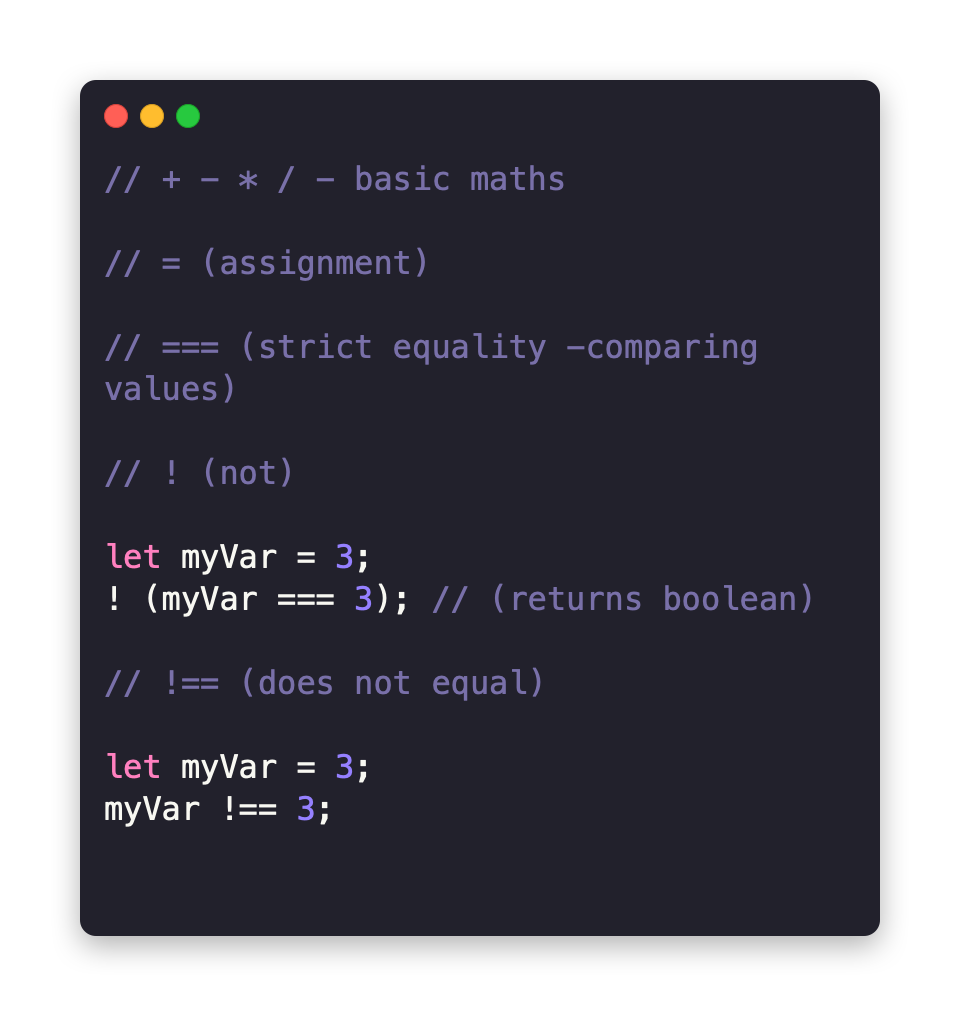 // + - * / - basic maths
// = (assignment)
// === (strict equality -comparing
values)
// ! (not)
let myVar = 3;
! (myVar === 3); // (returns boolean)
// !== (does not equal)
let myVar = 3;
myVar !== 3;